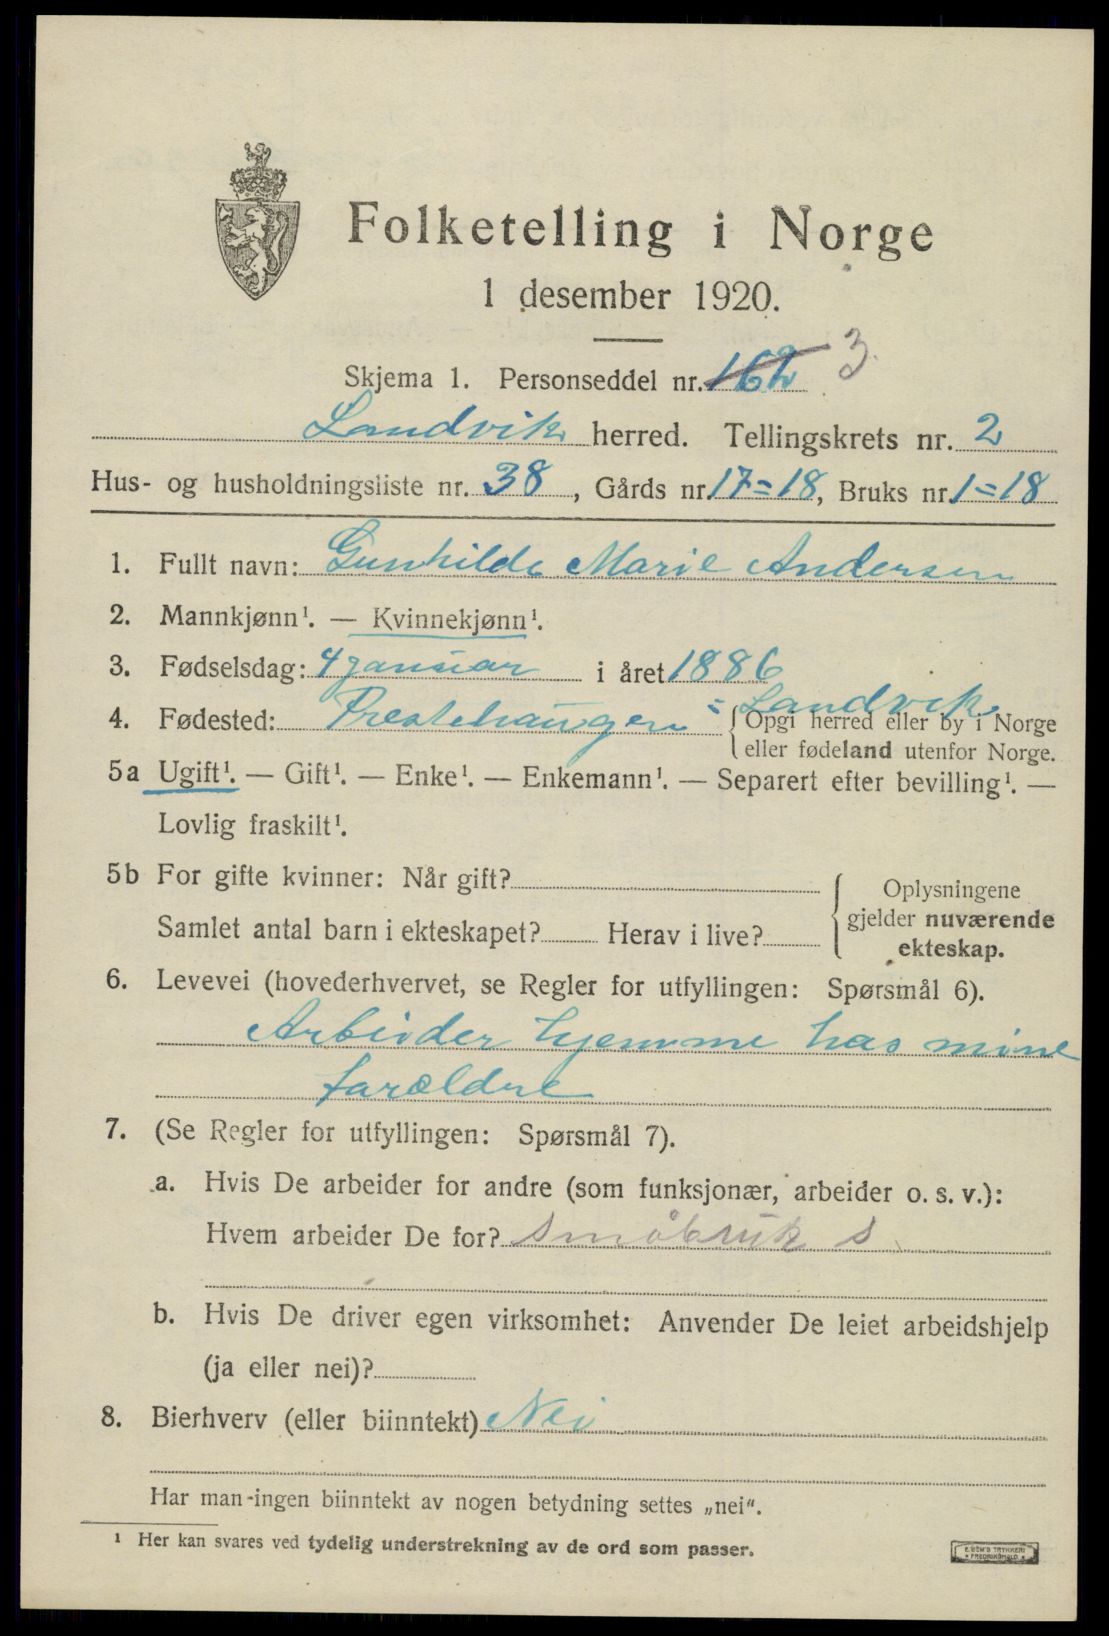 Folketelling i Norge
1 desember 1920.
Skjema 1. Personseddel nr. 162 3.
Landvik herred. Tellingskrets nr. 2
Hus- og husholdningsliste nr. 38, Gårds nr. 17=18, Bruks nr. 1=18
1. Fullt navn: Gunhilde Marie Andersen
2. Mannkjønn¹. — Kvinnekjønn¹.
3. Fødselsdag: 4 januar i året 1886
4. Fødested: Prestehaugen = Landvik {Opgi herred eller by i Norge
eller fødeland utenfor Norge.
5a Ugift¹. — Gift¹. — Enke¹. — Enkemann¹. — Separert efter bevilling¹. —
Lovlig fraskilt¹.
5b For gifte kvinner: Når gift?
Samlet antal barn i ekteskapet? Herav i live?
Oplysningene
gjelder nuværende
ekteskap.
6. Levevei (hovederhvervet, se Regler for utfyllingen: Spørsmål 6).
Arbeider hjemme hos mine
forældre
7. (Se Regler for utfyllingen: Spørsmål 7).
a. Hvis De arbeider for andre (som funksjonær, arbeider o. s. v.):
Hvem arbeider De for? småbruk s
b. Hvis De driver egen virksomhet: Anvender De leiet arbeidshjelp
(ja eller nei)?
8. Bierhverv (eller biinntekt) Nei
Har man ingen biinntekt av nogen betydning settes „nei“.
¹ Her kan svares ved tydelig understrekning av de ord som passer.